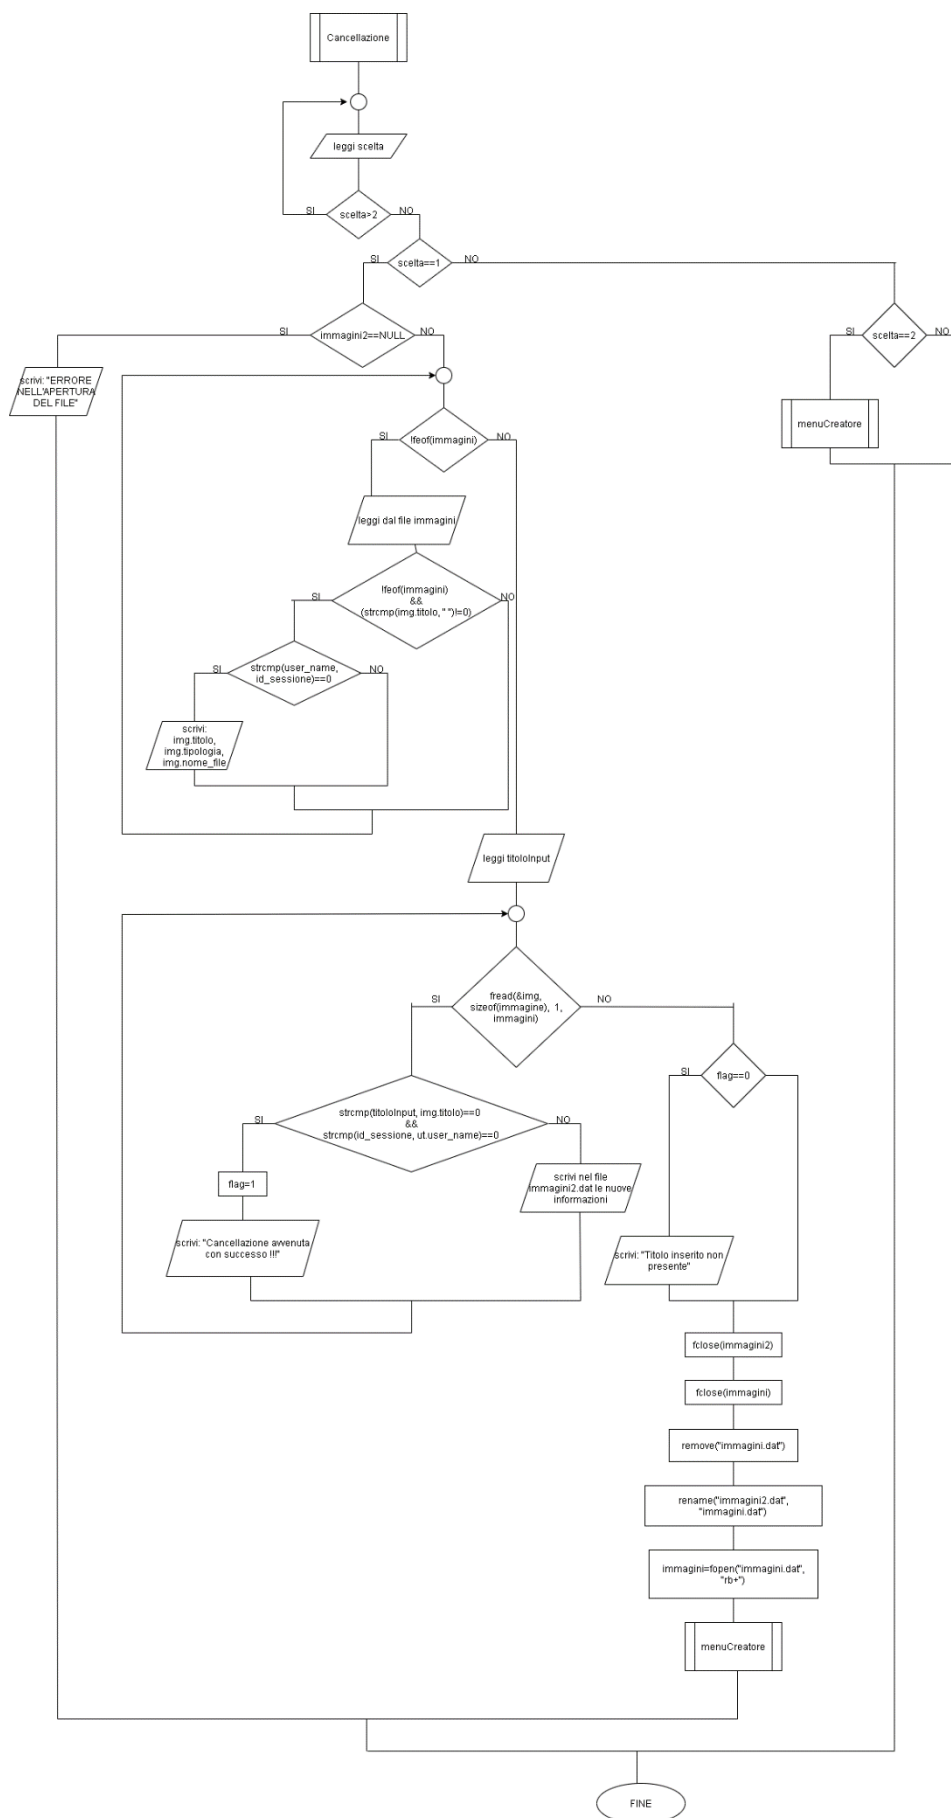 Cancellazione
leggi scelta
SI
scelta>2
NO
SI
scelta==1
NO
SI
immagini2==NULL
NO
SI
scelta==2
NO
scrivi: "ERRORE
NELL'APERTURA
DEL FILE"
menuCreatore
SI
!feof(immagini)
NO
leggi dal file immagini
SI
!feof(immagini)
&&
(strcmp(img.titolo, " ")!=0)
NO
SI
strcmp(user_name,
id_sessione)==0
NO
scrivi:
img.titolo,
img.tipologia,
img.nome_file
leggi titoloInput
SI
fread(&img,
sizeof(immagine), 1,
immagini)
NO
SI
flag==0
SI
strcmp(titoloInput, img.titolo)==0
&&
strcmp(id_sessione, ut.user_name)==0
NO
flag=1
scrivi nel file
immagini2.dat le nuove
informazioni
scrivi: "Cancellazione avvenuta
con successo !!!"
scrivi: "Titolo inserito non
presente"
fclose(immagini2)
fclose(immagini)
remove("immagini.dat")
rename("immagini2.dat",
"immagini.dat")
immagini=fopen("immagini.dat",
"rb+")
menuCreatore
FINE